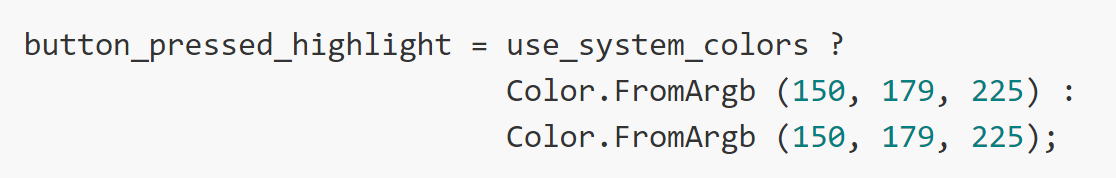 button_pressed_highlight = use_system_colors ?
Color.FromArgb (150, 179, 225) :
Color.FromArgb (150, 179, 225);